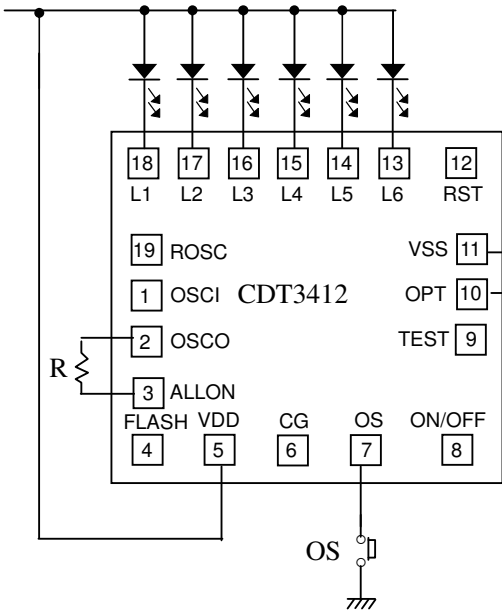 18 17 16 15 14 13 12
L1 L2 L3 L4 L5 L6 RST
19 ROSC VSS 11
1 OSCI CDT3412 OPT 10
2 OSCO TEST 9
R
3 ALLON
FLASH VDD CG OS ON/OFF
4 5 6 7 8
OS